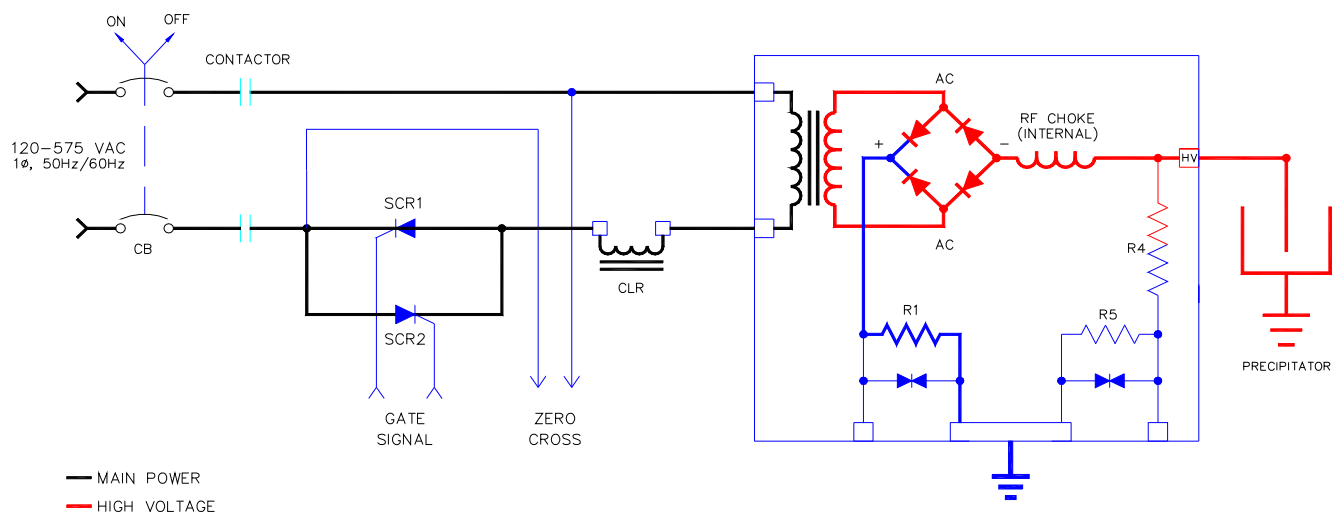 ON
OFF
CONTACTOR
120-575 VAC
1ø, 50Hz/60Hz
CB
SCR1
SCR2
CLR
GATE
SIGNAL
ZERO
CROSS
AC
+
-
AC
RF CHOKE
(INTERNAL)
HV
R4
R1
R5
PRECIPITATOR
MAIN POWER
HIGH VOLTAGE